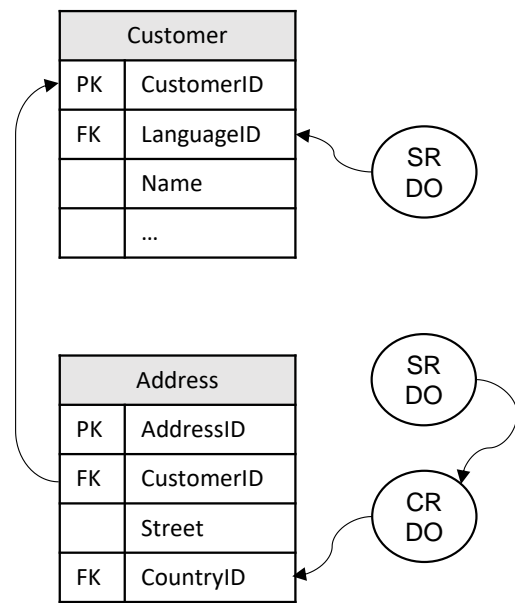 Customer
PK CustomerID
FK LanguageID
Name
...
SR
DO
Address
PK AddressID
FK CustomerID
Street
FK CountryID
SR
DO
CR
DO